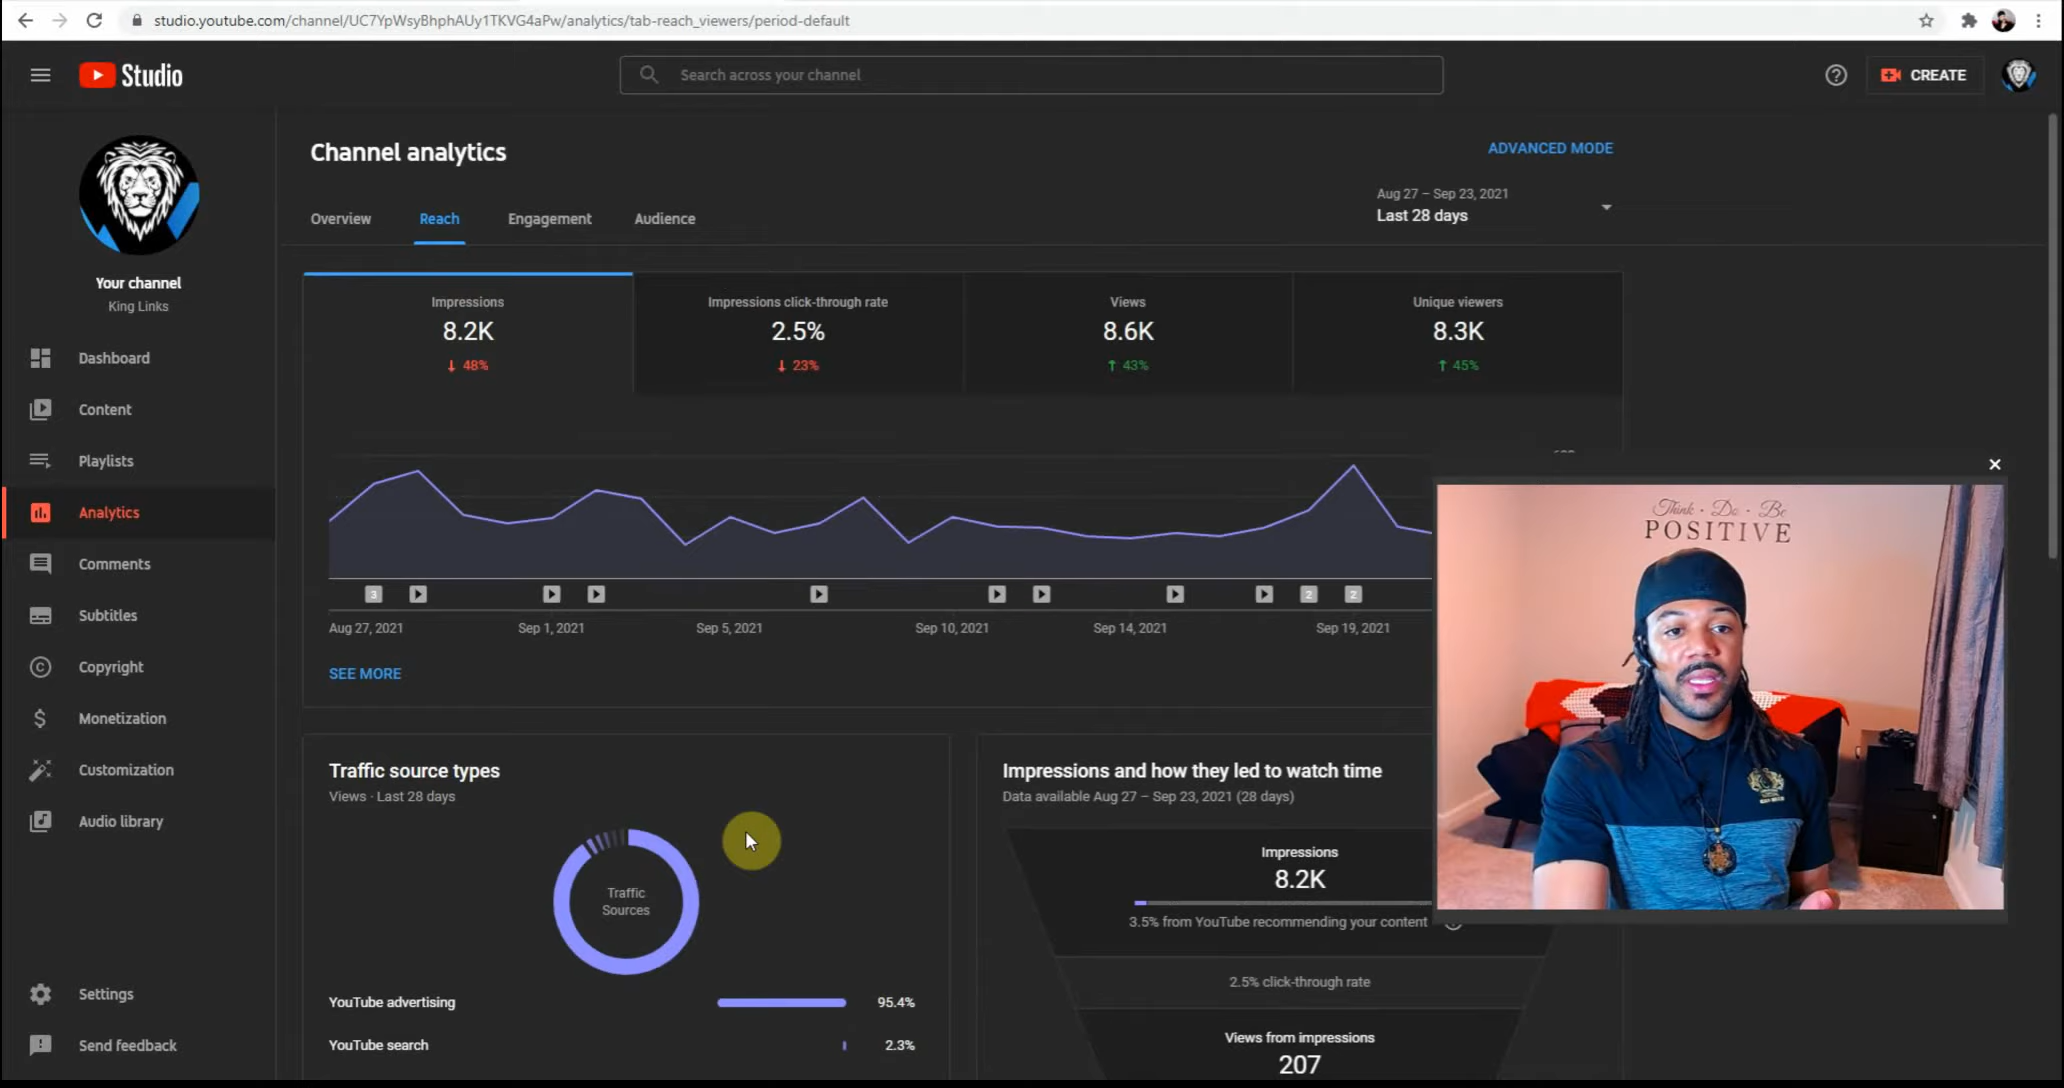 studio.youtube.com/channel/UC7YpWsyBhphAUy1TKVG4aPw/analytics/tab-reach_viewers/period-default
Studio
Search across your channel
CREATE
Channel analytics
ADVANCED MODE
Aug 27 – Sep 23, 2021
Last 28 days
Overview
Reach
Engagement
Audience
Your channel
King Links
Dashboard
Content
Playlists
Analytics
Comments
Subtitles
Copyright
Monetization
Customization
Audio library
Settings
Send feedback
Impressions
8.2K
48%
Impressions click-through rate
2.5%
23%
Views
8.6K
43%
Unique viewers
8.3K
45%
3
2
2
Aug 27, 2021
Sep 1, 2021
Sep 5, 2021
Sep 10, 2021
Sep 14, 2021
Sep 19, 2021
SEE MORE
Think · Do · Be
POSITIVE
Traffic source types
Views · Last 28 days
Traffic
Sources
YouTube advertising
95.4%
YouTube search
2.3%
Impressions and how they led to watch time
Data available Aug 27 – Sep 23, 2021 (28 days)
Impressions
8.2K
3.5% from YouTube recommending your content
2.5% click-through rate
Views from impressions
207